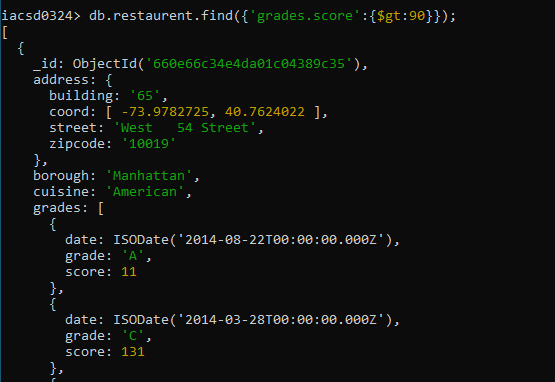 iacsd0324> db.restaurent.find({'grades.score':{$gt:90}});
[
  {
    _id: ObjectId('660e66c34e4da01c04389c35'),
    address: {
      building: '65',
      coord: [ -73.9782725, 40.7624022 ],
      street: 'West   54 Street',
      zipcode: '10019'
    },
    borough: 'Manhattan',
    cuisine: 'American',
    grades: [
      {
        date: ISODate('2014-08-22T00:00:00.000Z'),
        grade: 'A',
        score: 11
      },
      {
        date: ISODate('2014-03-28T00:00:00.000Z'),
        grade: 'C',
        score: 131
      },
      {